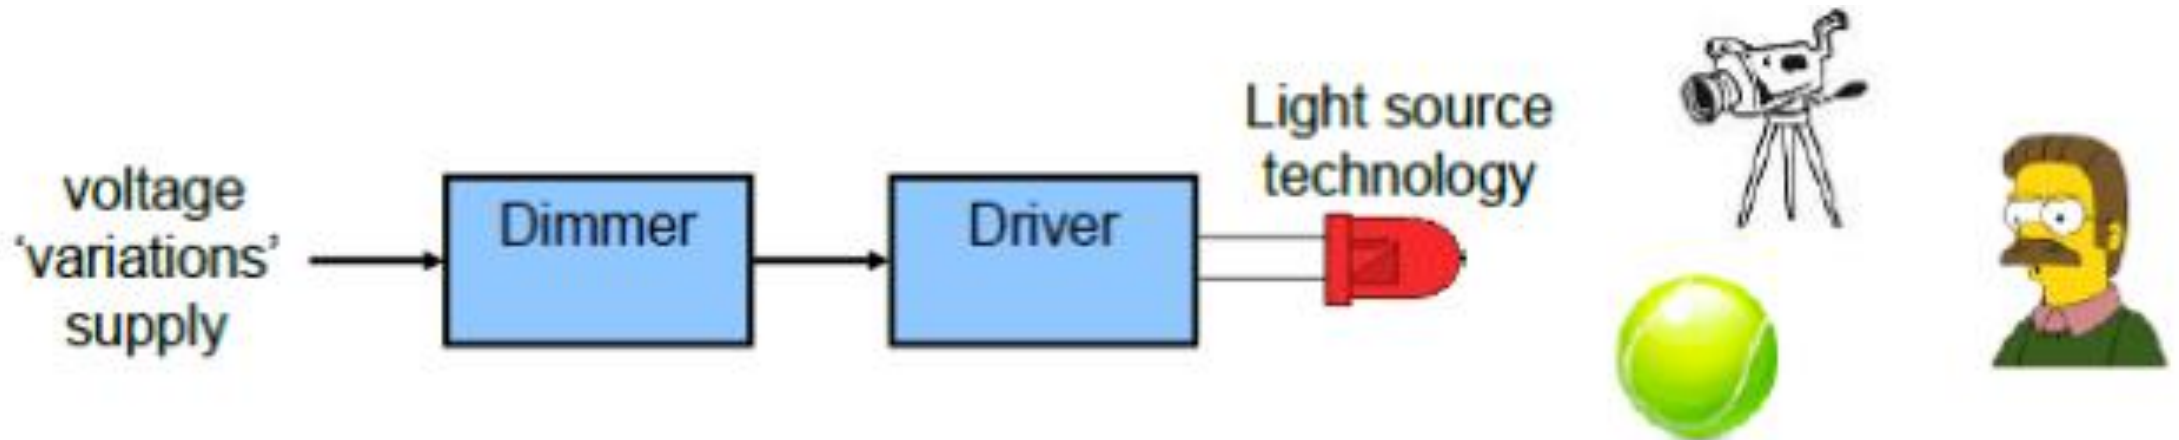 voltage
‘variations’
supply
Dimmer
Driver
Light source
technology